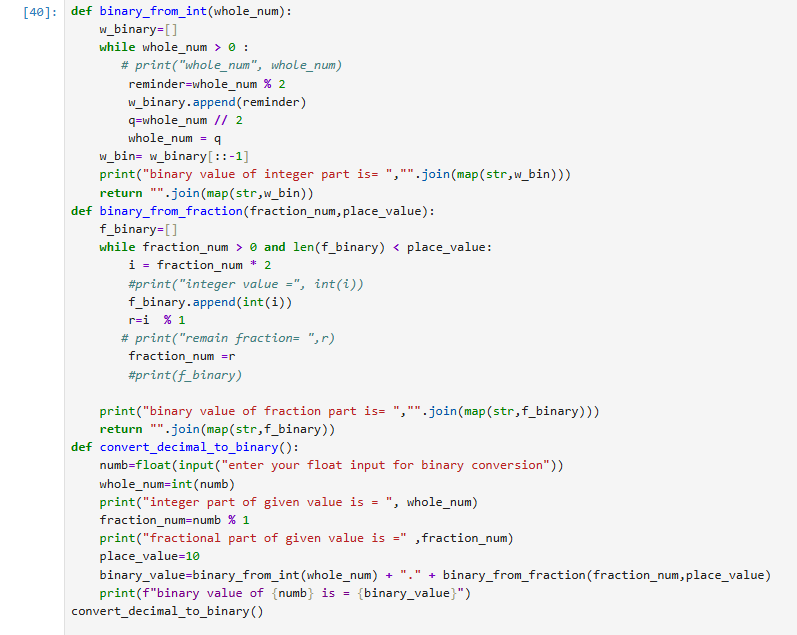 [40]: def binary_from_int(whole_num):
    w_binary=[]
    while whole_num > 0 :
       # print("whole_num", whole_num)
        reminder=whole_num % 2
        w_binary.append(reminder)
        q=whole_num // 2
        whole_num = q
    w_bin= w_binary[::-1]
    print("binary value of integer part is= ","".join(map(str,w_bin)))
    return "".join(map(str,w_bin))
def binary_from_fraction(fraction_num,place_value):
    f_binary=[]
    while fraction_num > 0 and len(f_binary) < place_value:
        i = fraction_num * 2
        #print("integer value =", int(i))
        f_binary.append(int(i))
        r=i  % 1
       # print("remain fraction= ",r)
        fraction_num =r
        #print(f_binary)

    print("binary value of fraction part is= ","".join(map(str,f_binary)))
    return "".join(map(str,f_binary))
def convert_decimal_to_binary():
    numb=float(input("enter your float input for binary conversion"))
    whole_num=int(numb)
    print("integer part of given value is = ", whole_num)
    fraction_num=numb % 1
    print("fractional part of given value is =" ,fraction_num)
    place_value=10
    binary_value=binary_from_int(whole_num) + "." + binary_from_fraction(fraction_num,place_value)
    print(f"binary value of {numb} is = {binary_value}")
convert_decimal_to_binary()